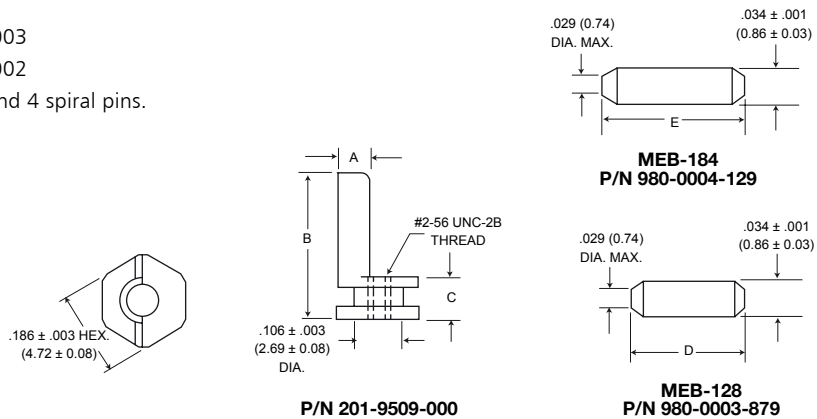 003
002
nd 4 spiral pins.
.186 ± .003 HEX.
(4.72 ± 0.08)
A
B
#2-56 UNC-2B
THREAD
C
.106 ± .003
(2.69 ± 0.08)
DIA.
P/N 201-9509-000
.029 (0.74)
DIA. MAX.
.034 ± .001
(0.86 ± 0.03)
E
MEB-184
P/N 980-0004-129
.029 (0.74)
DIA. MAX.
.034 ± .001
(0.86 ± 0.03)
D
MEB-128
P/N 980-0003-879